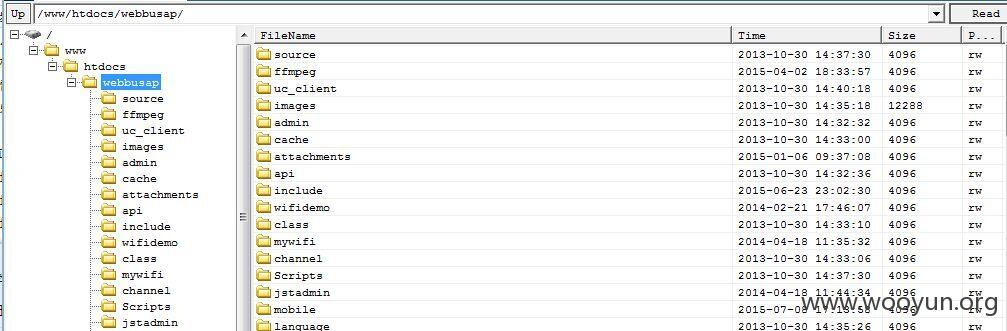 Up /www/htdocs/webbusap/ Read
/
www
htdocs
webbusap
source
ffmpeg
uc_client
images
admin
cache
attachments
api
include
wifidemo
class
mywifi
channel
Scripts
jstadmin
FileName Time Size P...
source 2013-10-30 14:37:30 4096 rw
ffmpeg 2015-04-02 18:33:57 4096 rw
uc_client 2013-10-30 14:40:18 4096 rw
images 2013-10-30 14:35:18 12288 rw
admin 2013-10-30 14:32:32 4096 rw
cache 2013-10-30 14:33:00 4096 rw
attachments 2015-01-06 09:37:08 4096 rw
api 2013-10-30 14:32:36 4096 rw
include 2015-06-23 23:02:30 4096 rw
wifidemo 2014-02-21 17:46:07 4096 rw
class 2013-10-30 14:33:10 4096 rw
mywifi 2014-04-18 11:35:32 4096 rw
channel 2013-10-30 14:33:06 4096 rw
Scripts 2013-10-30 14:37:30 4096 rw
jstadmin 2014-04-18 11:44:34 4096 rw
mobile 2015-07-08 17:13:58 4096 rw
language 2013-10-30 14:35:26 4096 rw
www.wooyun.org